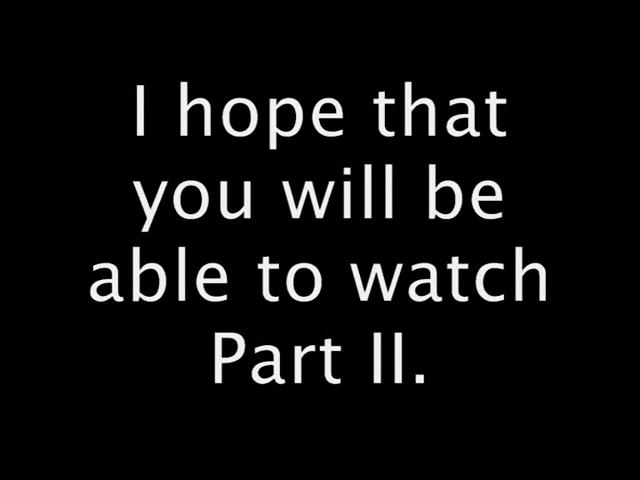 I hope that
you will be
able to watch
Part II.